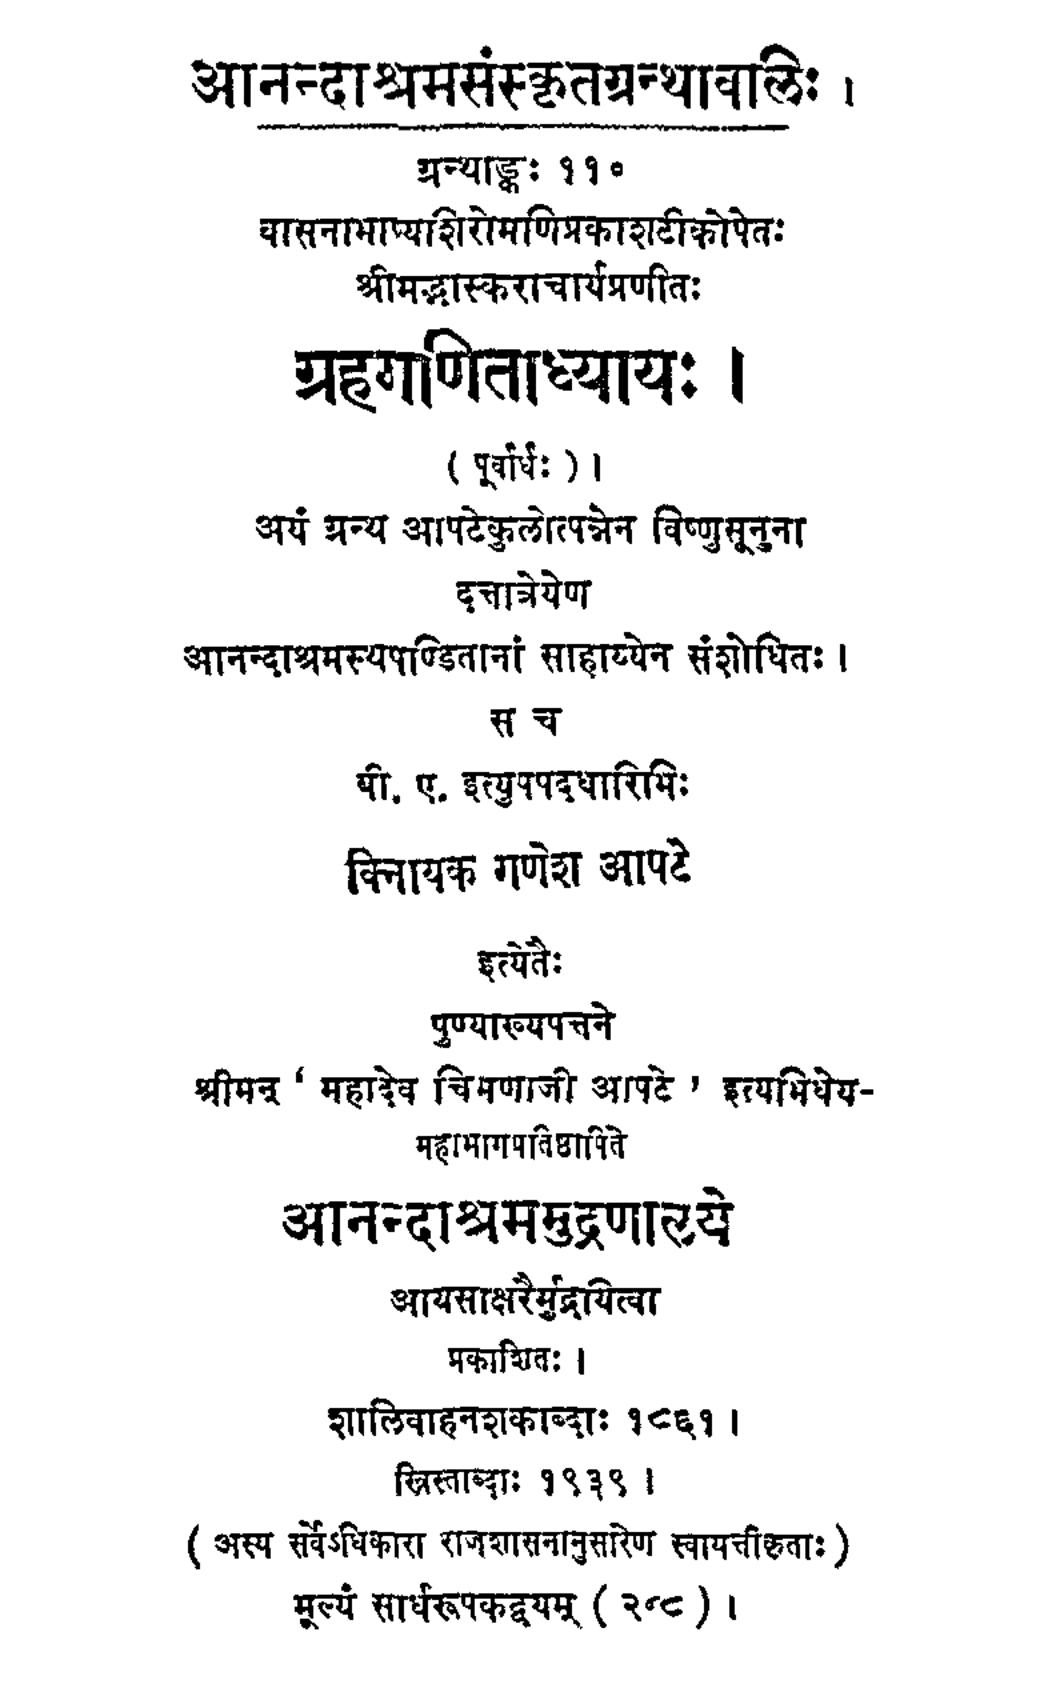 आनन्दाश्रमसंस्कृतग्रन्थावलिः ।
ग्रन्थाङ्कः ११०
वासनाभाष्यशिरोमणिप्रकाशटीकोपेतः
श्रीमद्भास्कराचार्यप्रणीतः
ग्रहगणिताध्यायः ।
( पूर्वार्धः ) ।
अयं ग्रन्थ आपटेकुलोत्पन्नेन विष्णुसूनुना
दत्तात्रेयेण
आनन्दाश्रमस्थपण्डितानां साहाय्येन संशोधितः ।
स च
बी. ए. इत्युपपदधारिभिः
विनायक गणेश आपटे
इत्येतैः
पुण्याख्यपत्तने
श्रीमन् ' महादेव चिमणाजी आपटे ' इत्यभिधेय-
महाभागप्रतिष्ठापिते
आनन्दाश्रममुद्रणालये
आयसाक्षरैर्मुद्रयित्वा
प्रकाशितः ।
शालिवाहनशकाब्दाः १८६१ ।
ख्रिस्ताब्दाः १९३९ ।
( अस्य सर्वेऽधिकारा राजशासनानुसारेण स्वायत्तीकृताः )
मूल्यं सार्धरूपकद्वयम् ( २४८ ) ।